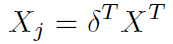 X_j = δ^T X^T